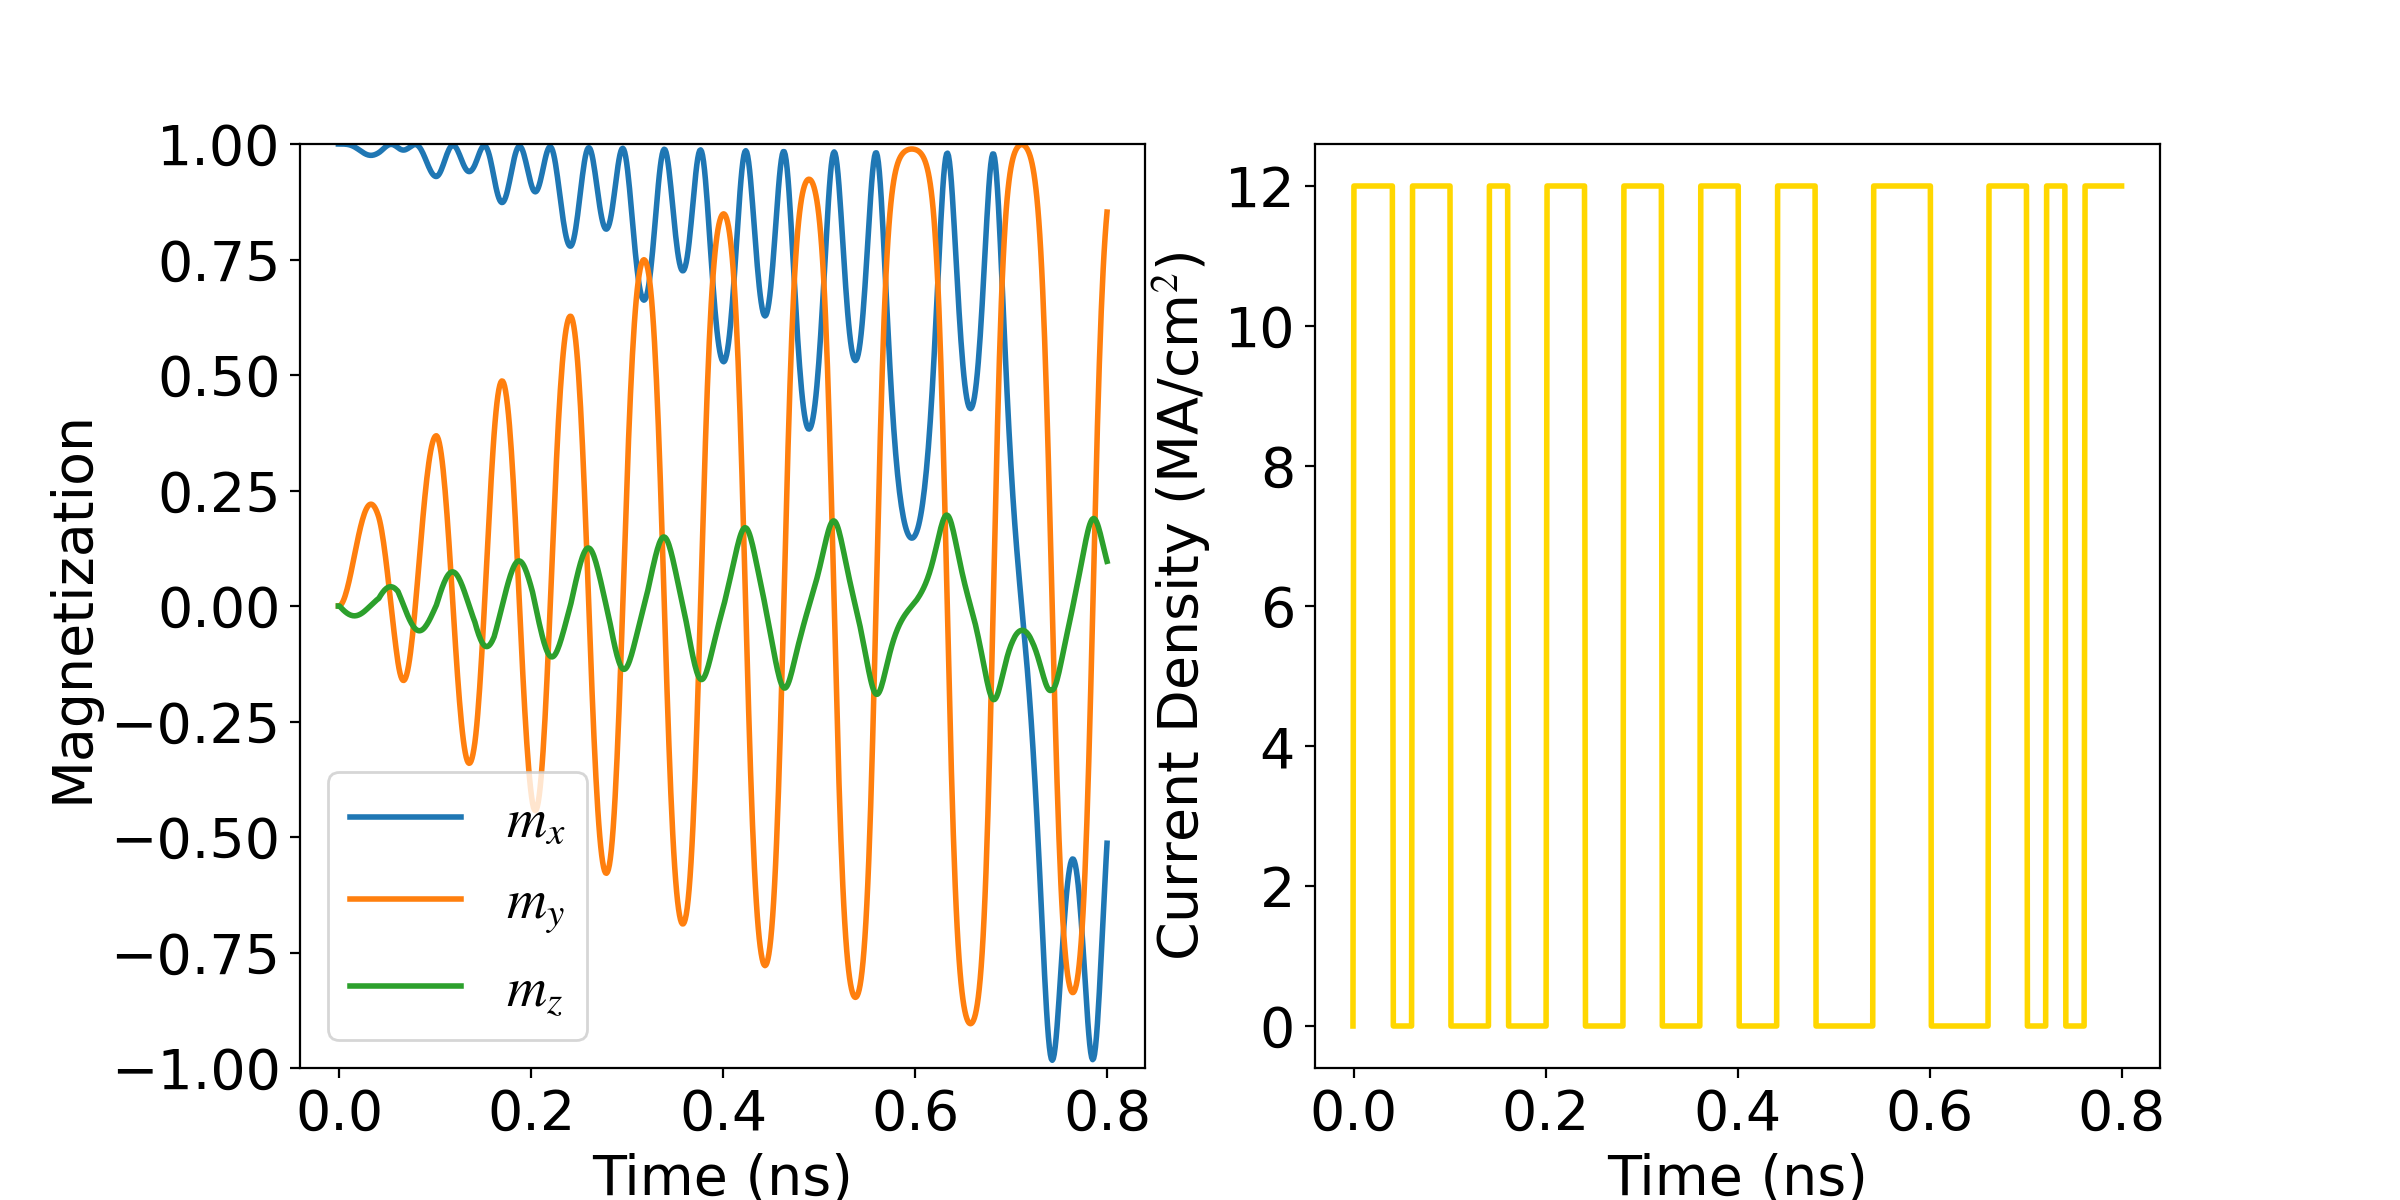 Magnetization
1.00
0.75
0.50
0.25
0.00
−0.25
−0.50
−0.75
−1.00
m_x
m_y
m_z
0.0 0.2 0.4 0.6 0.8
Time (ns)
Current Density (MA/cm²)
12
10
8
6
4
2
0
0.0 0.2 0.4 0.6 0.8
Time (ns)